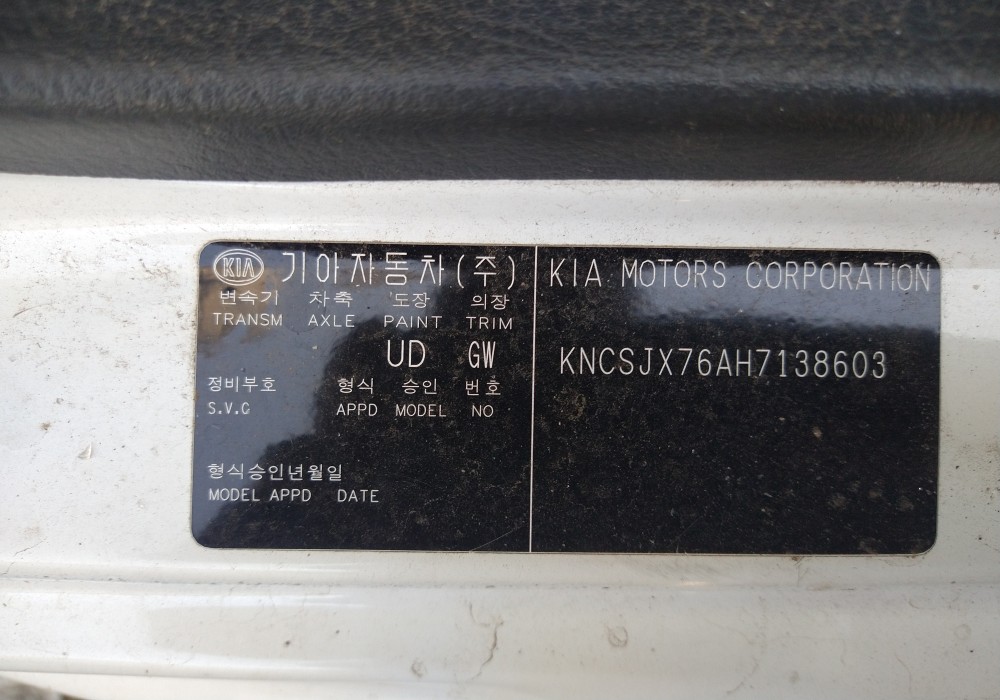 KIA 기아자동차(주)
변속기 차축 도장 의장
TRANSM AXLE PAINT TRIM
UD GW
정비부호 형식 승인 번호
S.V.C APPD MODEL NO
형식승인년월일
MODEL APPD DATE
KIA MOTORS CORPORATION
KNCSJX76AH7138603